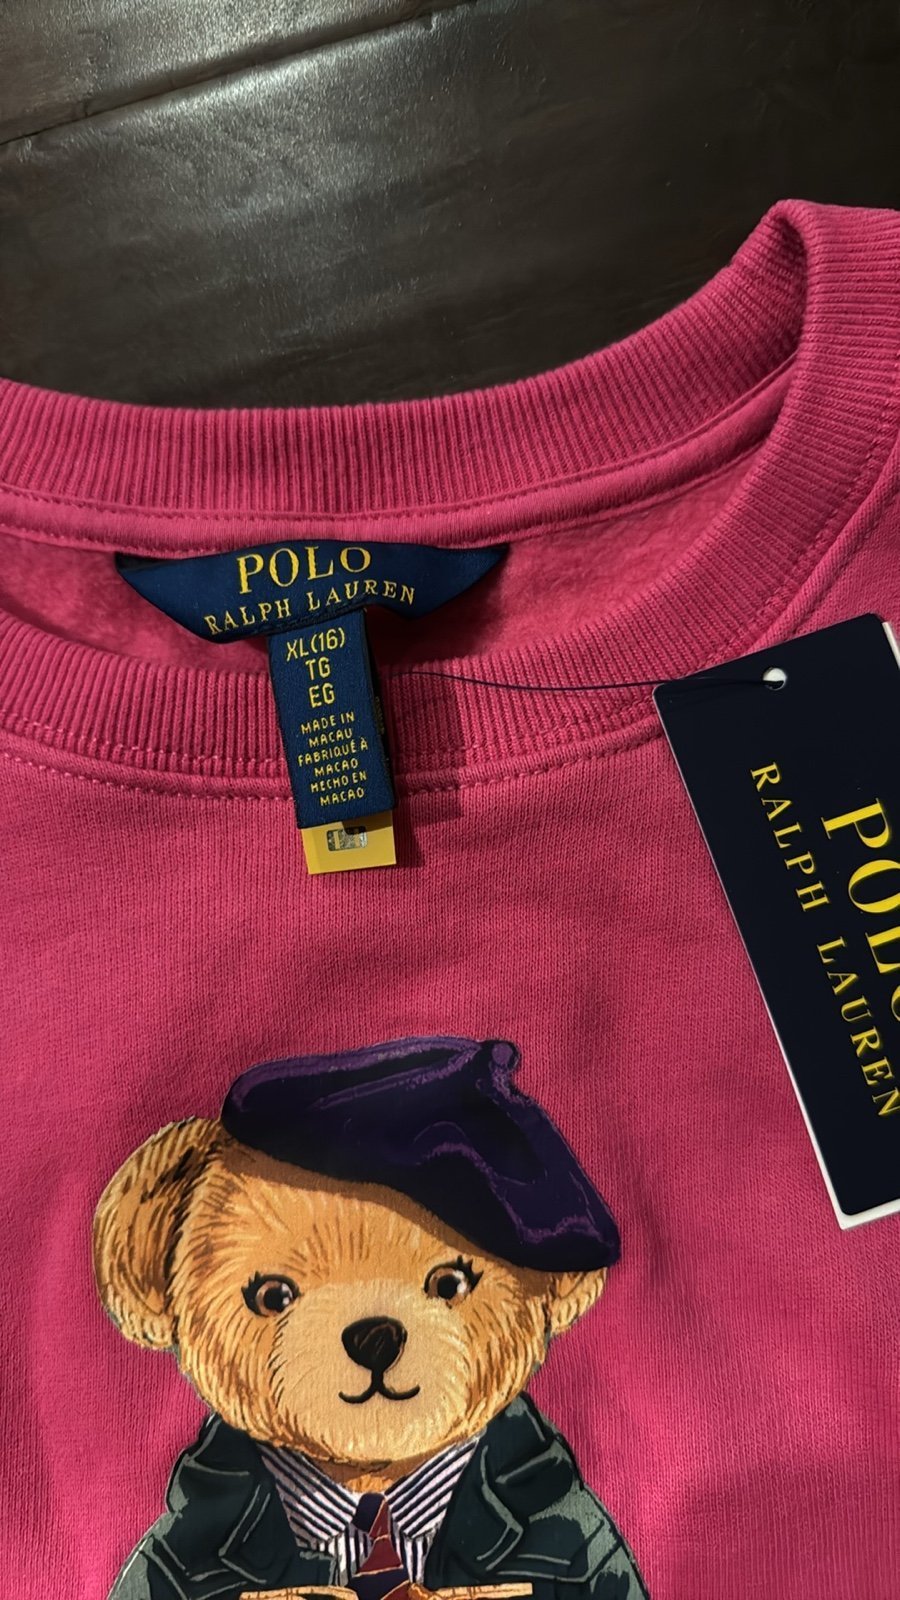 POLO
RALPH LAUREN
XL(16)
TG
EG
MADE IN
MACAU
FABRIQUÉ À
MACAO
HECHO EN
MACAO
POLO
RALPH LAUREN